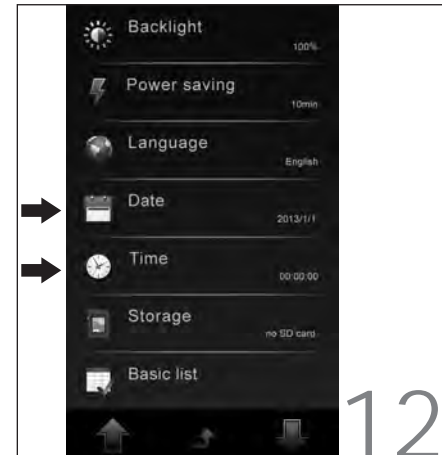 Backlight
100%
Power saving
10min
Language
English
Date
2013/1/1
Time
00:00:00
Storage
no SD card
Basic list
12